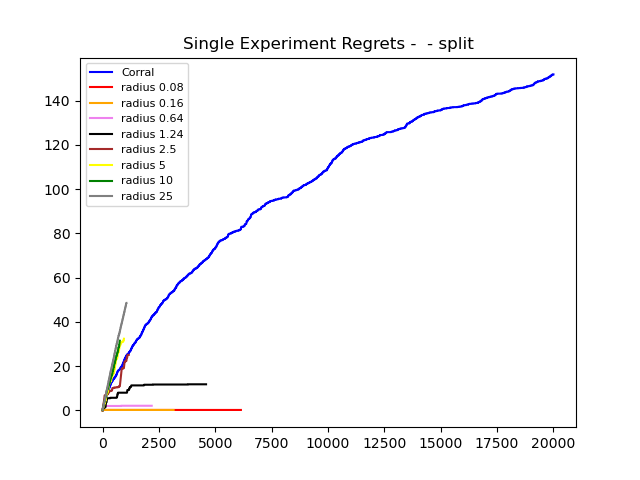 Single Experiment Regrets -  - split
Corral
radius 0.08
radius 0.16
radius 0.64
radius 1.24
radius 2.5
radius 5
radius 10
radius 25
140
120
100
80
60
40
20
0
0 2500 5000 7500 10000 12500 15000 17500 20000